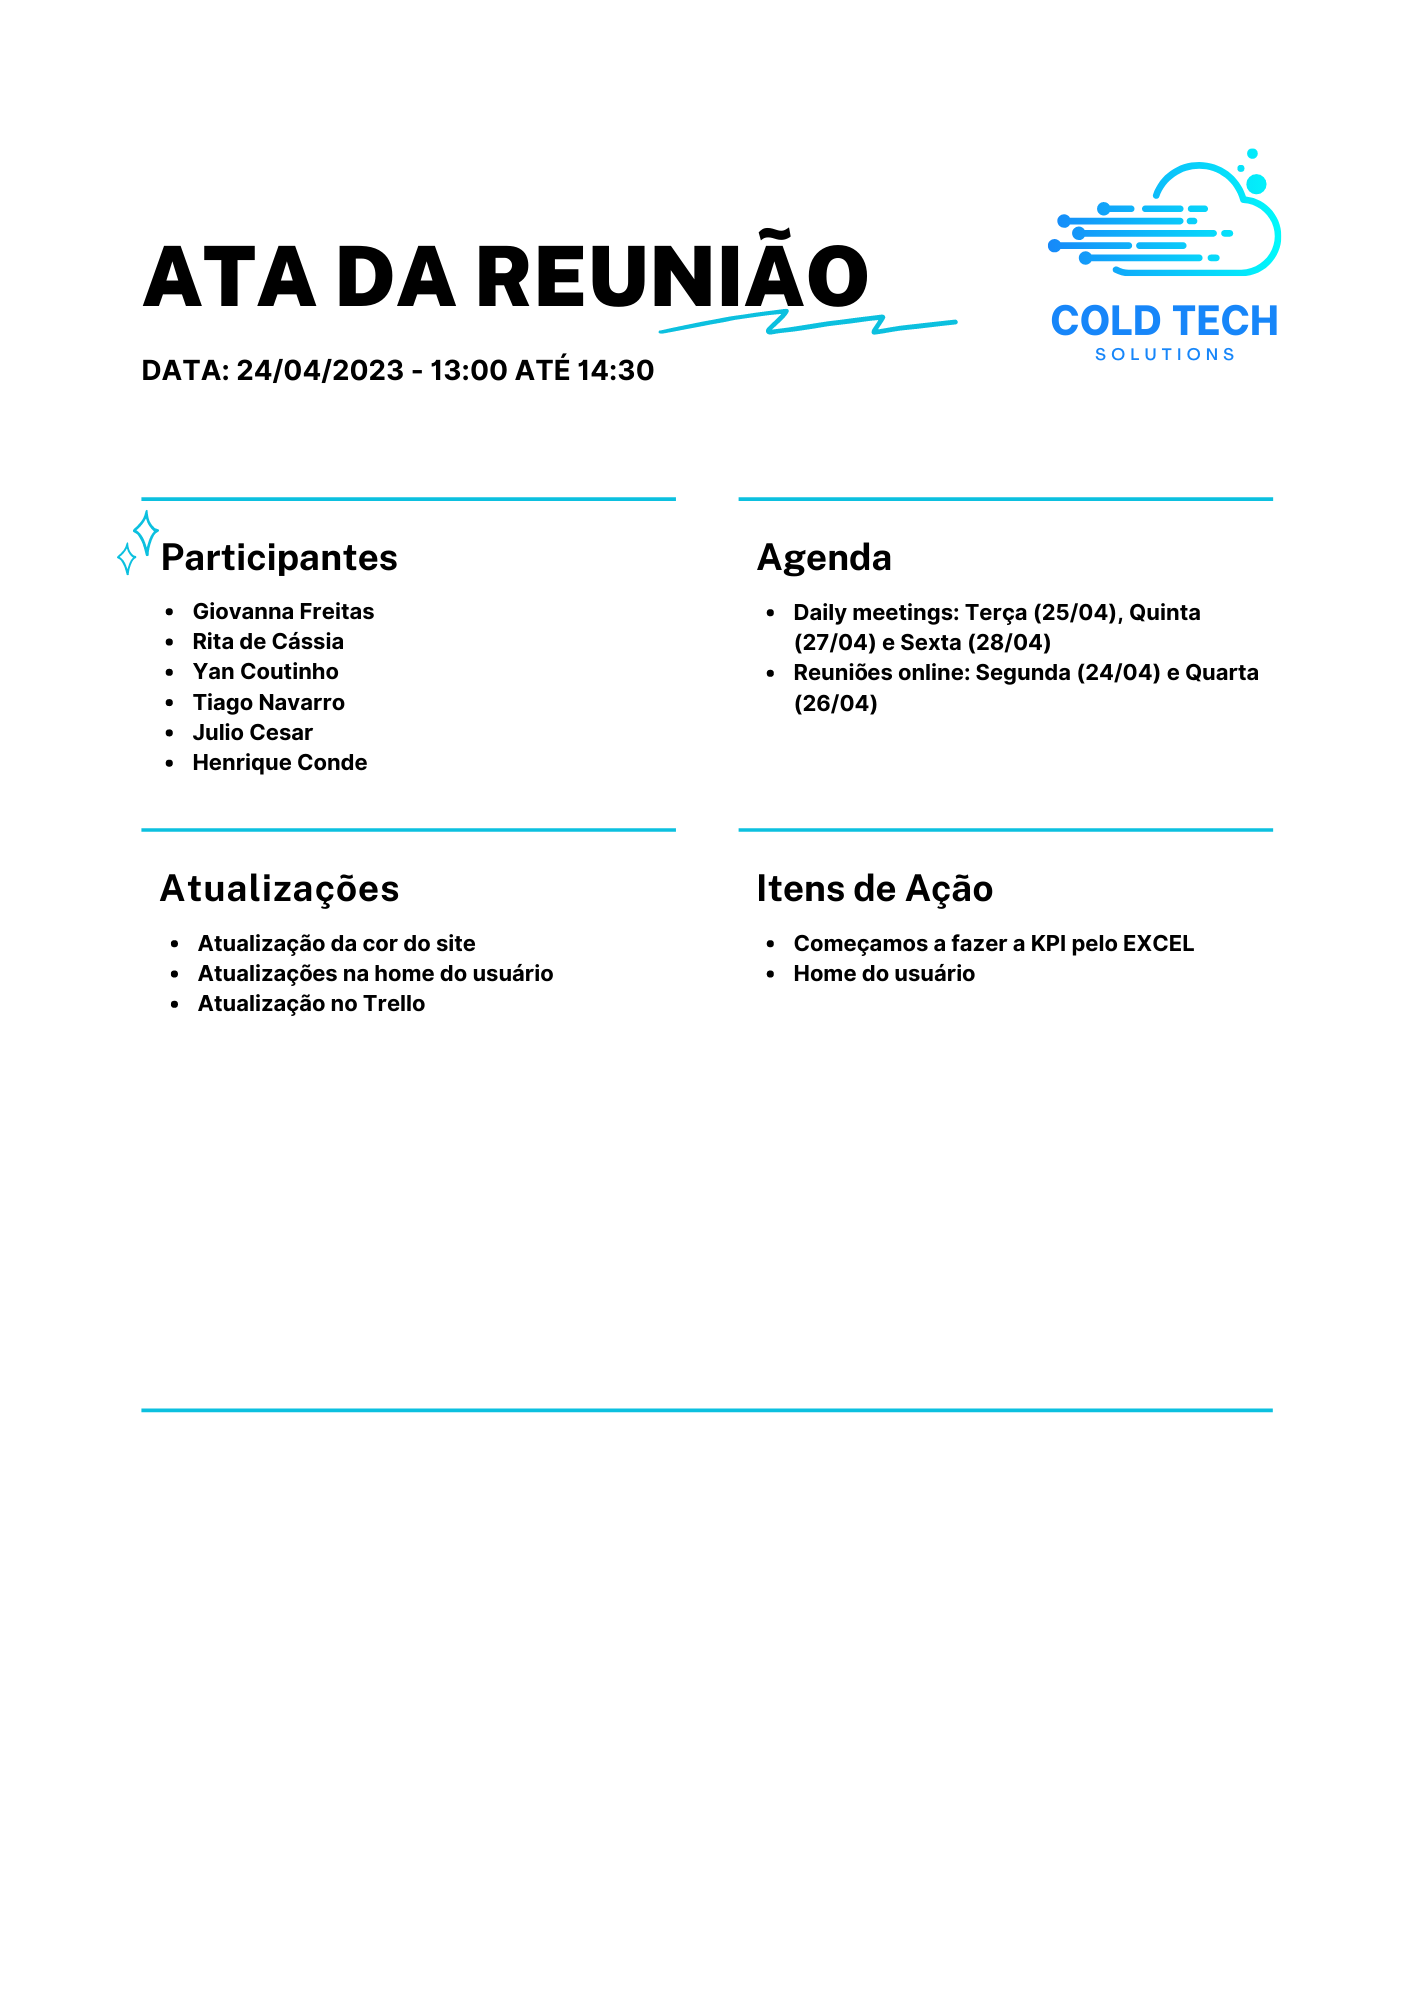 ATA DA REUNIÃO
COLD TECH
SOLUTIONS
DATA: 24/04/2023 - 13:00 ATÉ 14:30
Participantes
• Giovanna Freitas
• Rita de Cássia
• Yan Coutinho
• Tiago Navarro
• Julio Cesar
• Henrique Conde
Agenda
• Daily meetings: Terça (25/04), Quinta
(27/04) e Sexta (28/04)
• Reuniões online: Segunda (24/04) e Quarta
(26/04)
Atualizações
• Atualização da cor do site
• Atualizações na home do usuário
• Atualização no Trello
Itens de Ação
• Começamos a fazer a KPI pelo EXCEL
• Home do usuário